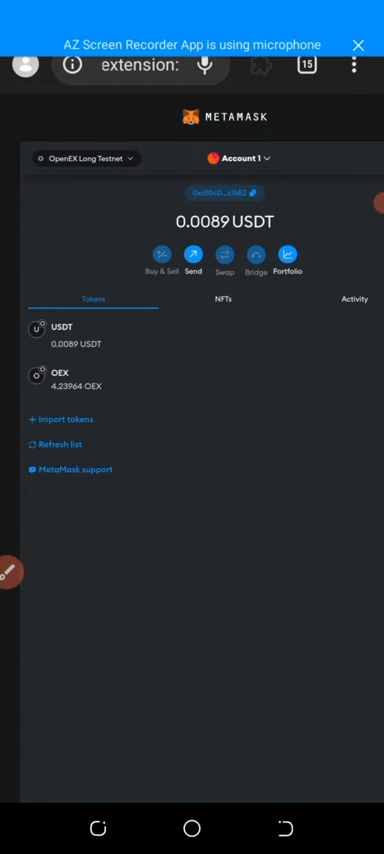 AZ Screen Recorder App is using microphone
extension:
15
METAMASK
OpenEX Long Testnet
Account 1
0.0089 USDT
Buy & Sell
Send
Swap
Bridge
Portfolio
Tokens
NFTs
Activity
U
USDT
0.0089 USDT
O
OEX
4.23964 OEX
+ Import tokens
Refresh list
MetaMask support